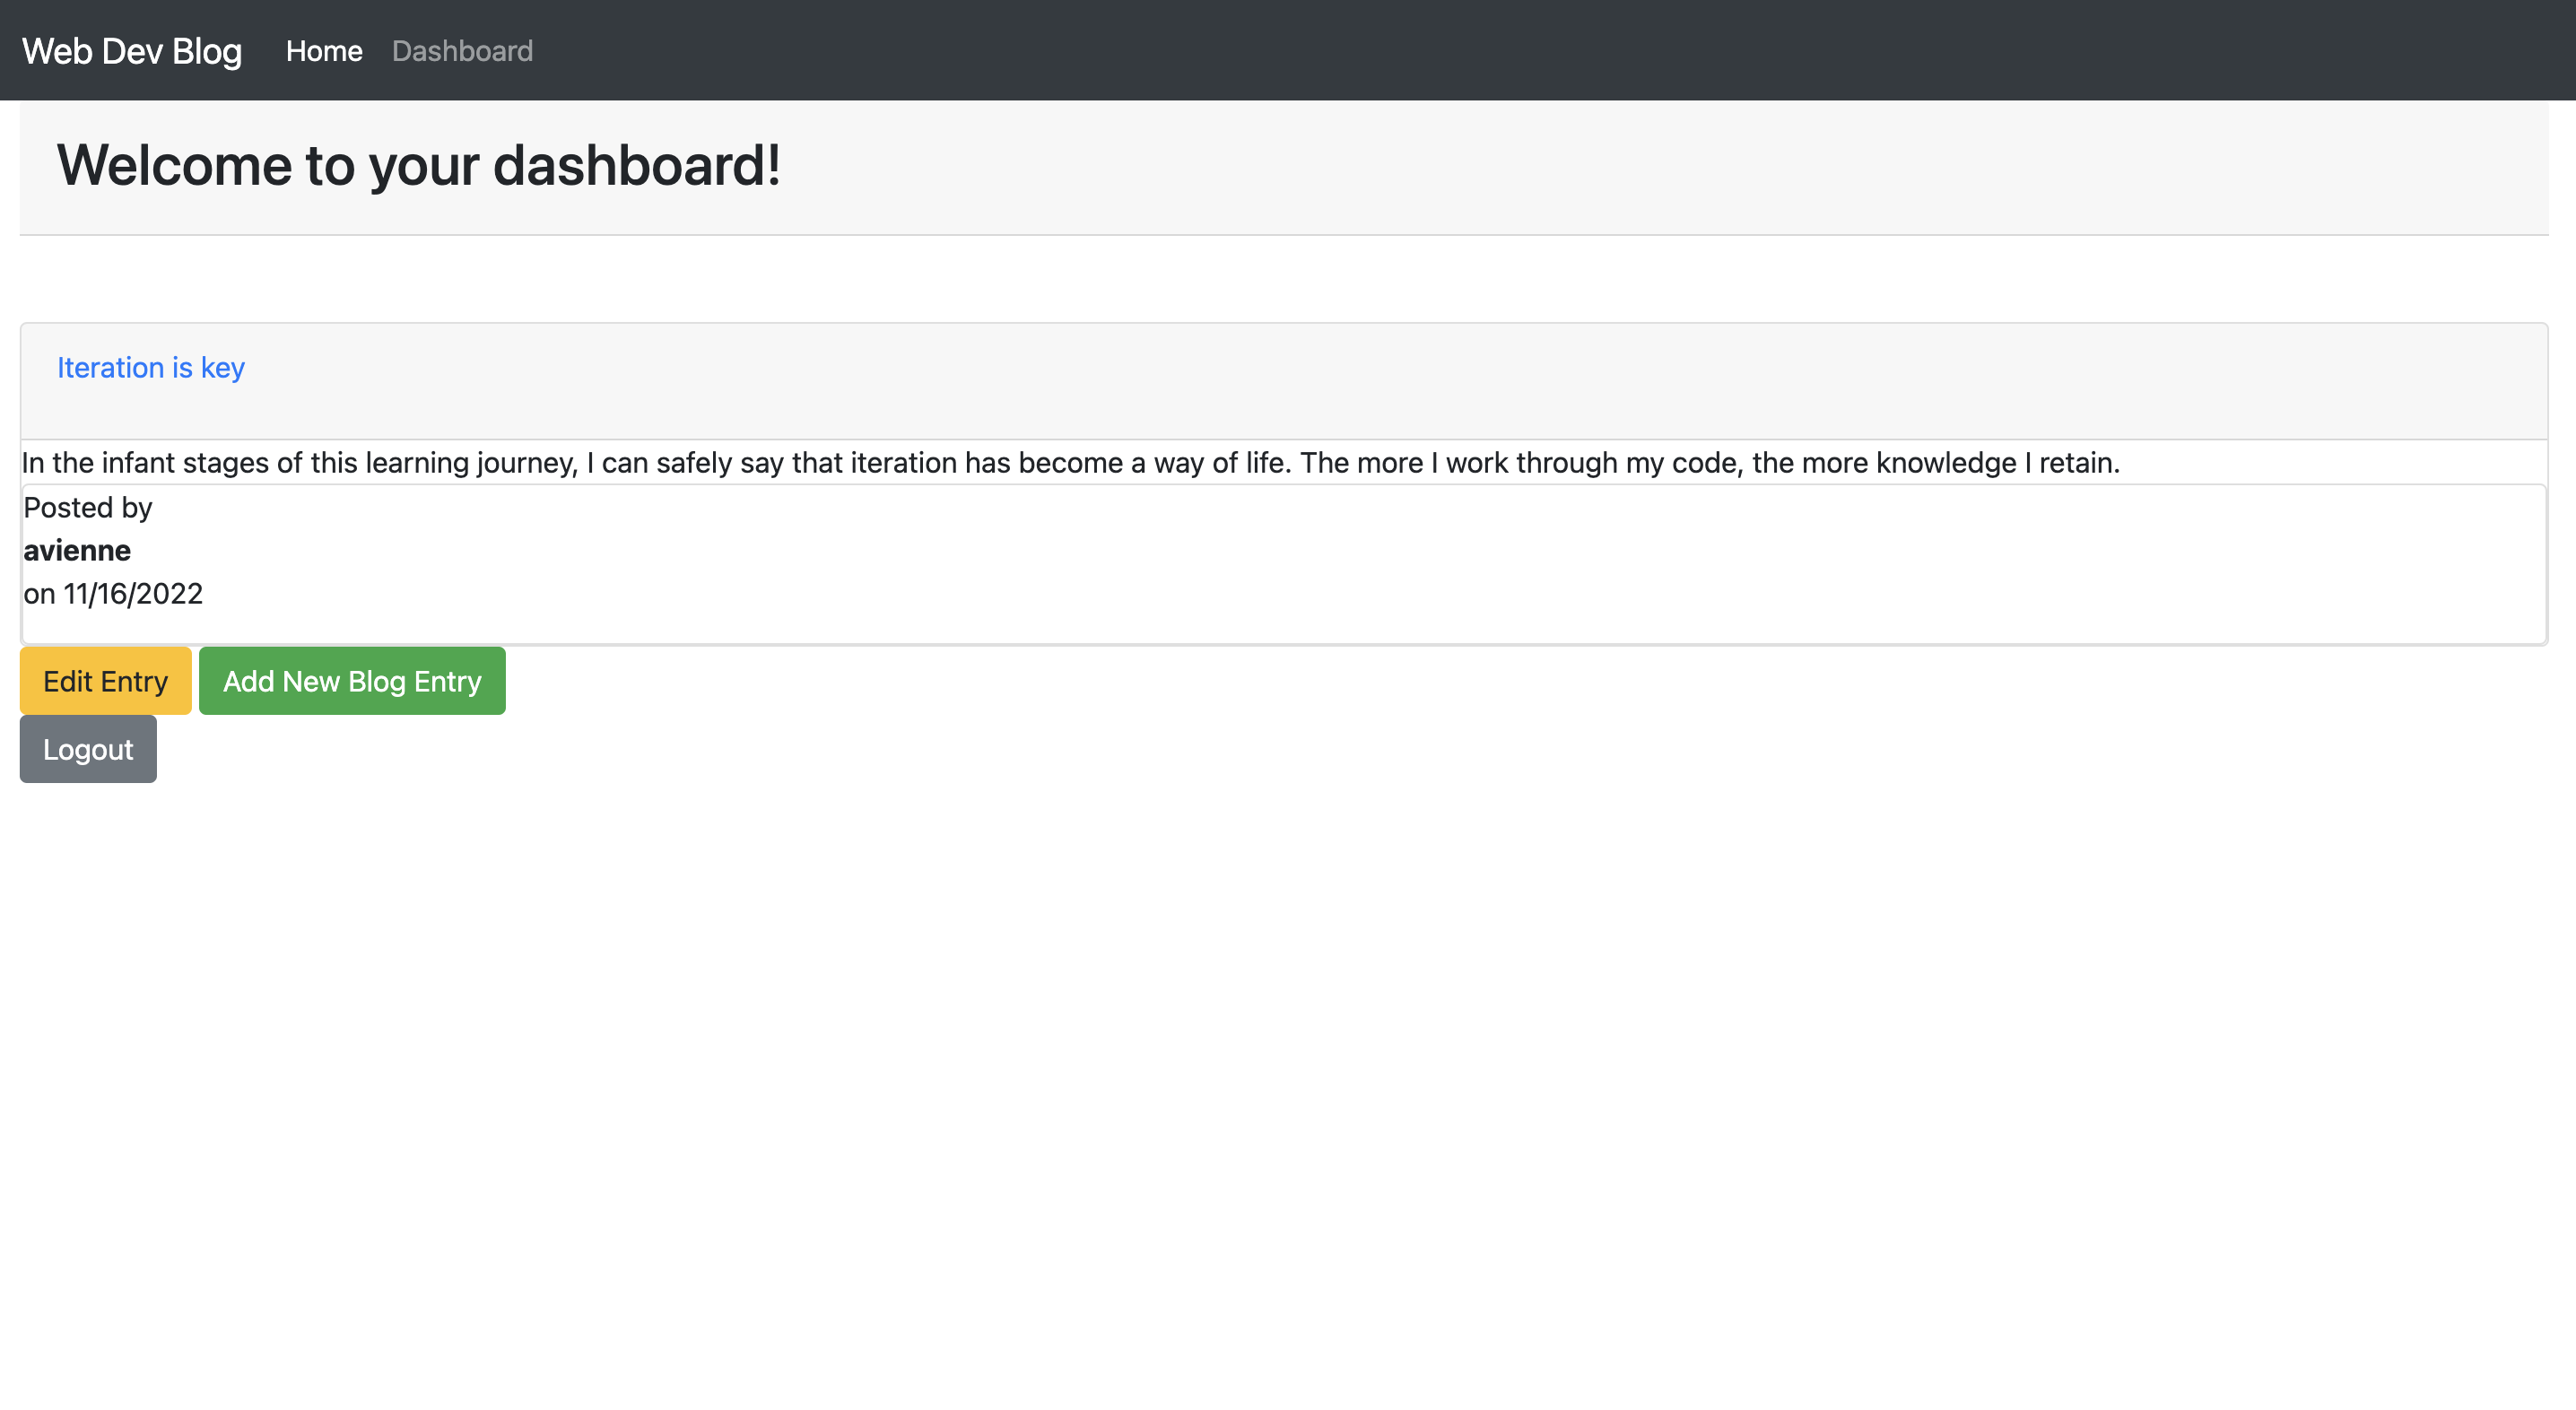 Web Dev Blog Home Dashboard
Welcome to your dashboard!
Iteration is key
In the infant stages of this learning journey, I can safely say that iteration has become a way of life. The more I work through my code, the more knowledge I retain.
Posted by
avienne
on 11/16/2022
Edit Entry Add New Blog Entry
Logout